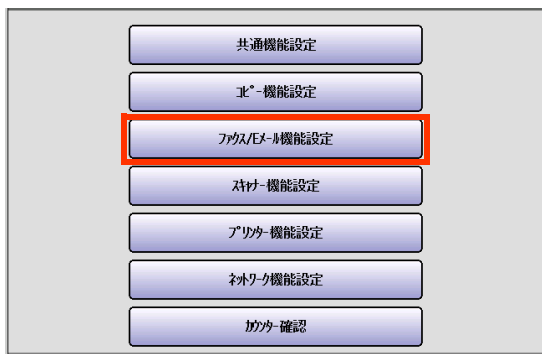 共通機能設定
ｺﾋﾟｰ機能設定
ﾌｧｸｽ/Eﾒｰﾙ機能設定
ｽｷｬﾅｰ機能設定
ﾌﾟﾘﾝﾀｰ機能設定
ﾈｯﾄﾜｰｸ機能設定
ｶｳﾝﾀｰ確認